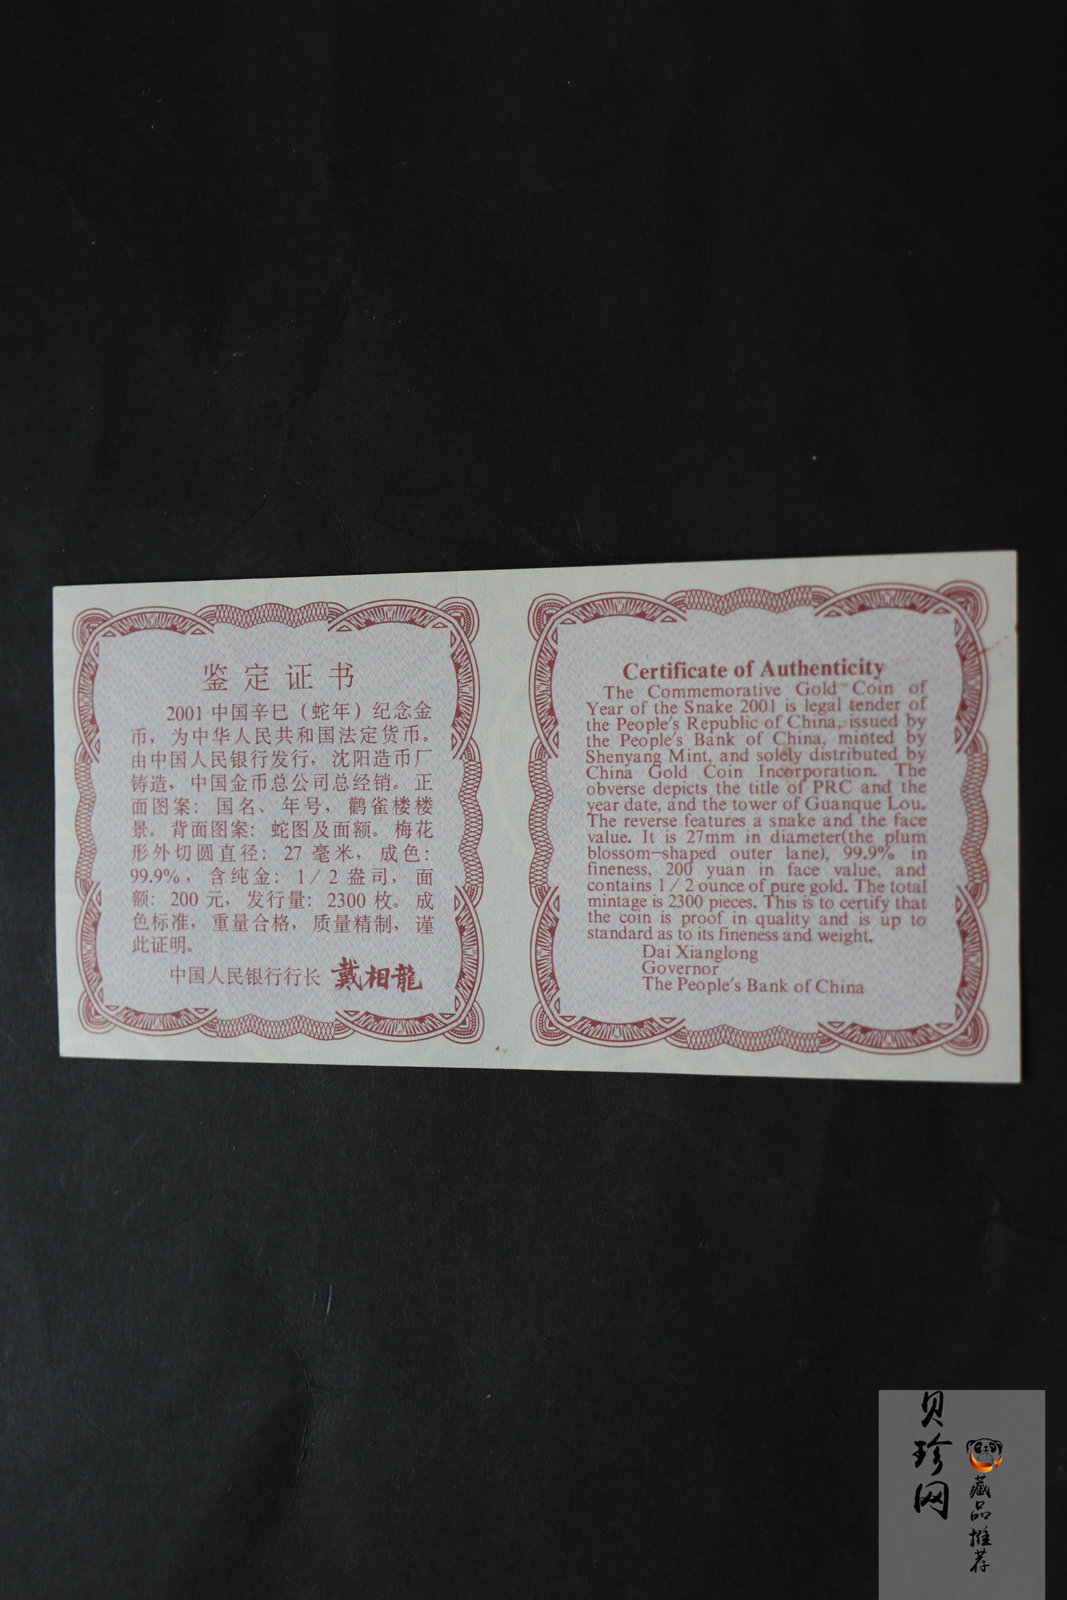 鉴定证书
2001中国辛巳（蛇年）纪念金
币，为中华人民共和国法定货币。
由中国人民银行发行，沈阳造币厂
铸造，中国金币总公司总经销。正
面图案：国名、年号，鹳雀楼楼
景。背面图案：蛇图及面额。梅花
形外切圆直径：27毫米，成色：
99.9%，含纯金：1/2盎司，面
额：200元，发行量：2300枚。成
色标准，重量合格，质量精制，谨
此证明。
中国人民银行行长 戴相龍
Certificate of Authenticity
The Commemorative Gold Coin of
Year of the Snake 2001 is legal tender of
the People's Republic of China, issued by
the People's Bank of China, minted by
Shenyang Mint, and solely distributed by
China Gold Coin Incorporation. The
obverse depicts the title of PRC and the
year date, and the tower of Guanque Lou.
The reverse features a snake and the face
value. It is 27mm in diameter(the plum
blossom-shaped outer lane), 99.9% in
fineness, 200 yuan in face value, and
contains 1/2 ounce of pure gold. The total
mintage is 2300 pieces. This is to certify that
the coin is proof in quality and is up to
standard as to its fineness and weight.
Dai Xianglong
Governor
The People's Bank of China
贝珍网
藏品推荐